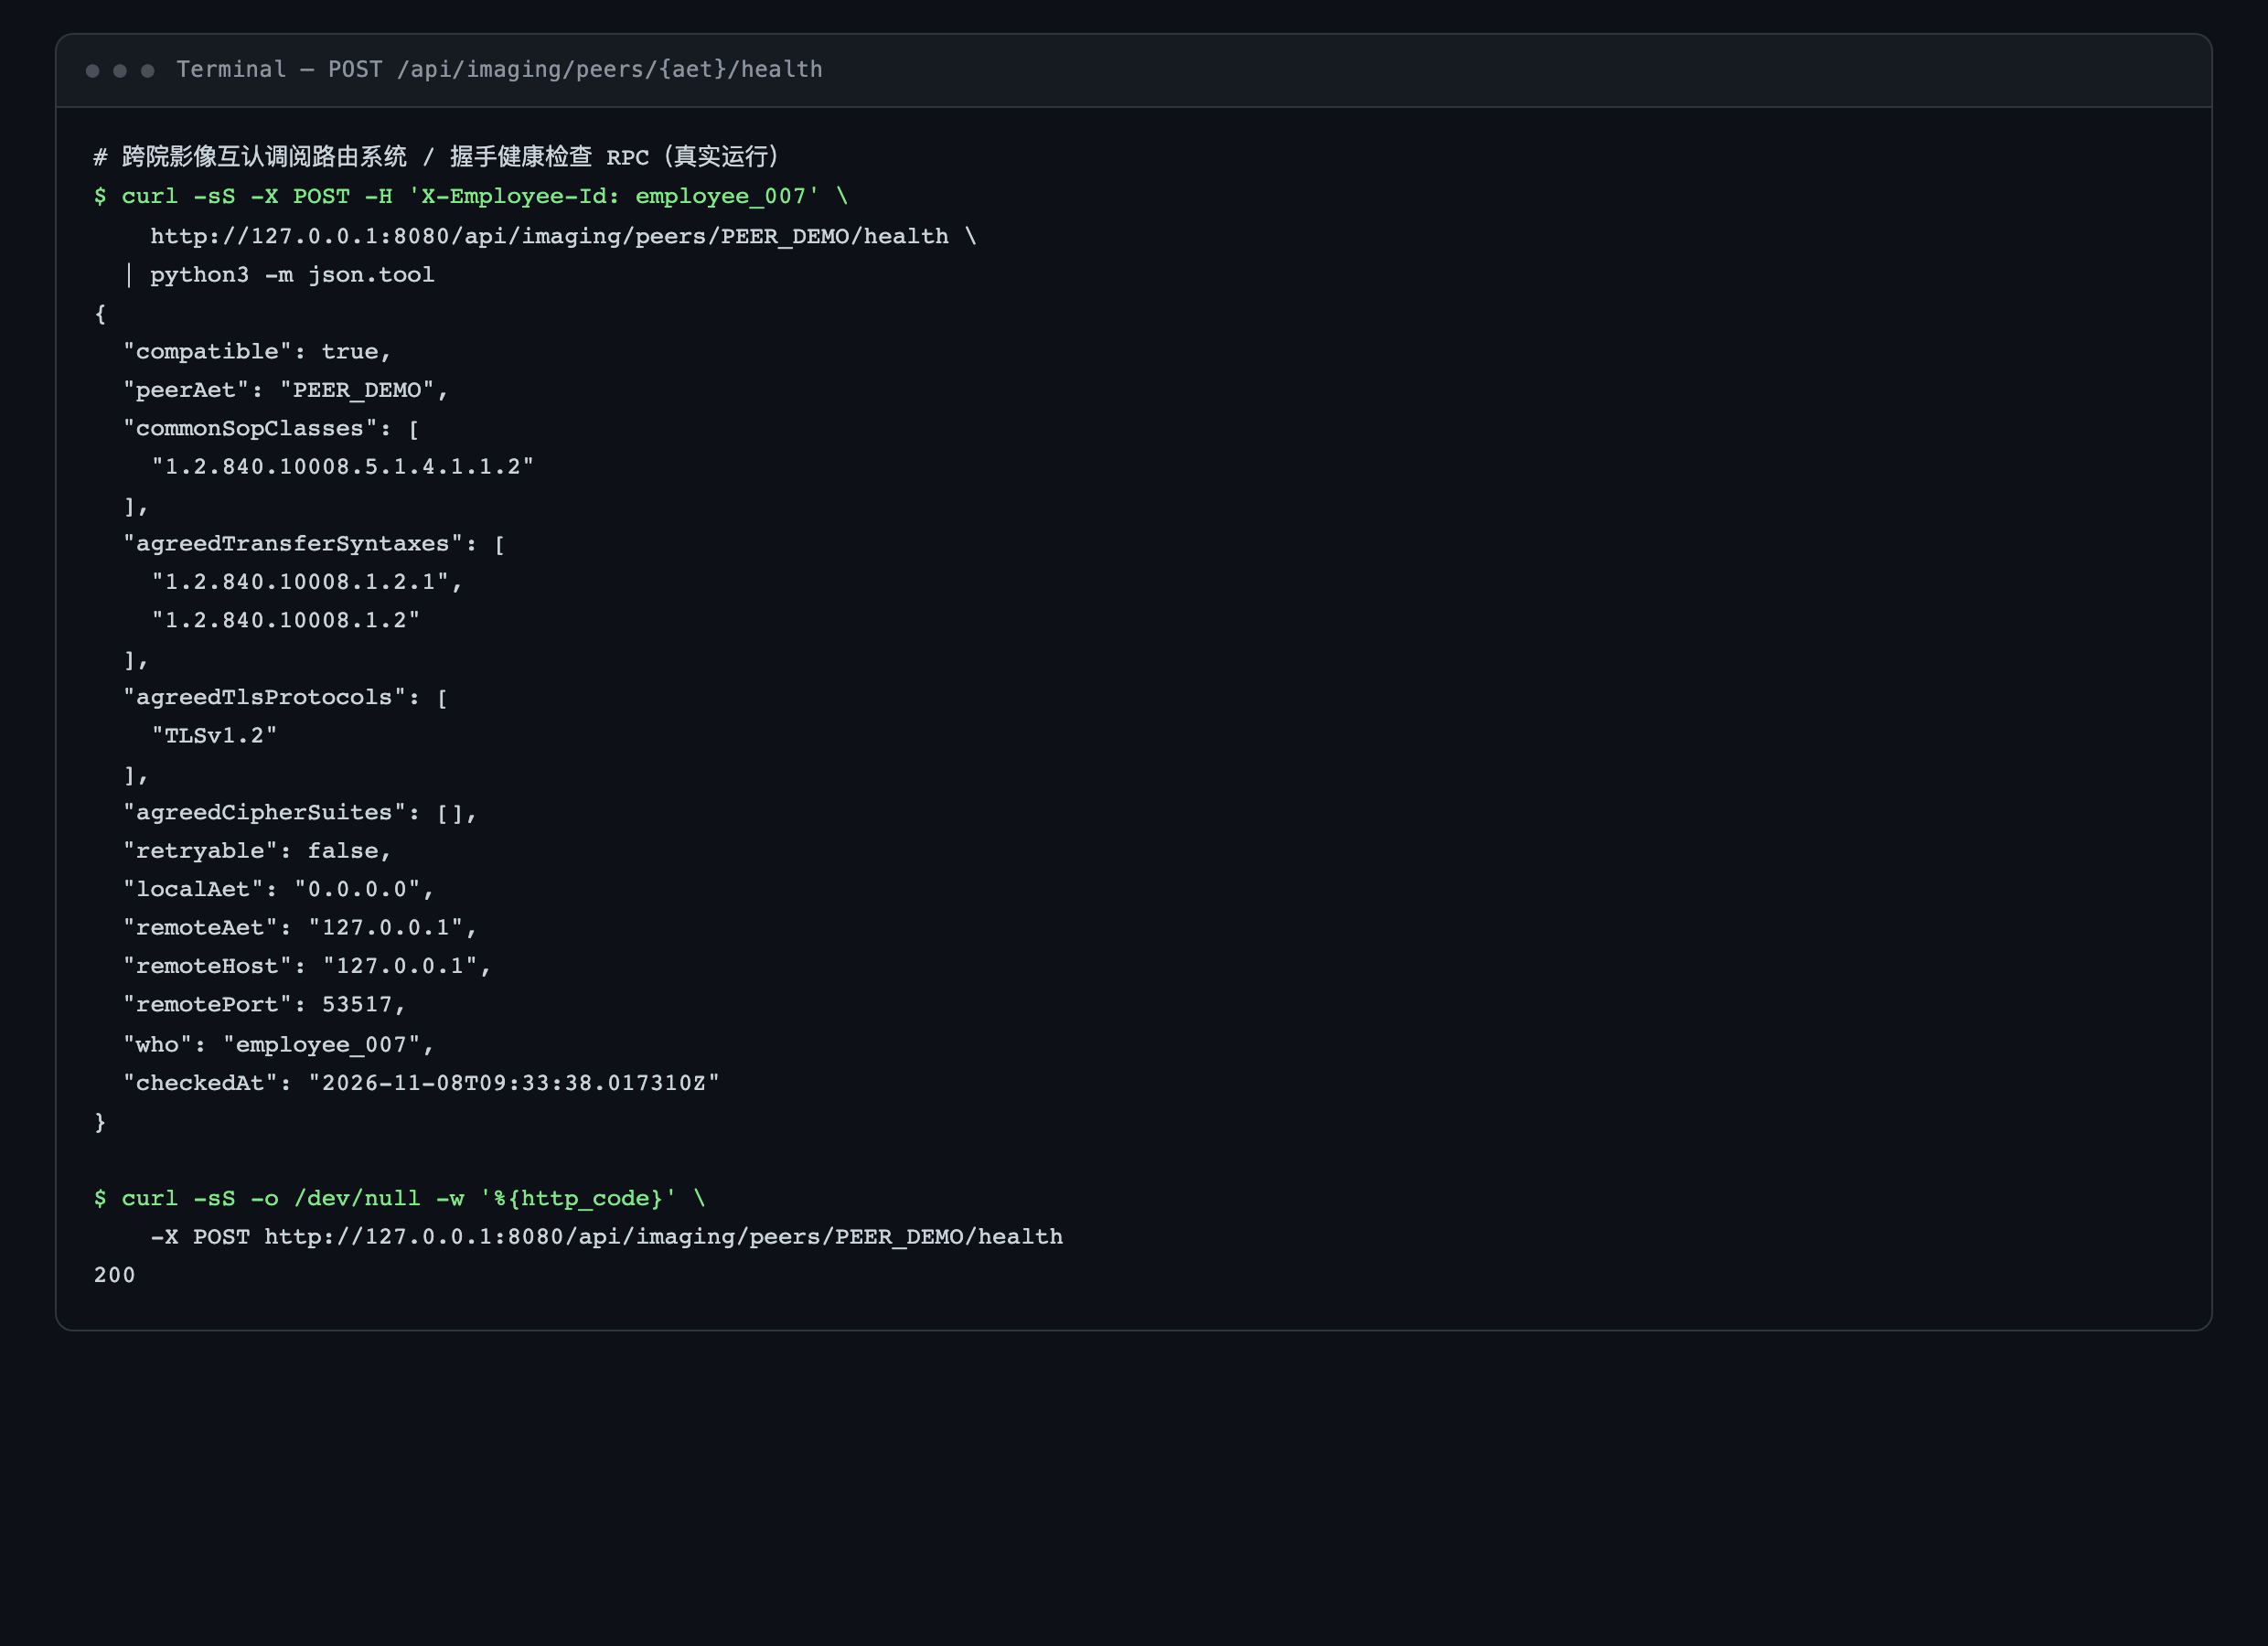 Terminal — POST /api/imaging/peers/{aet}/health
# 跨院影像互认调阅路由系统 / 握手健康检查 RPC（真实运行）
$ curl -sS -X POST -H 'X-Employee-Id: employee_007' \
    http://127.0.0.1:8080/api/imaging/peers/PEER_DEMO/health \
  | python3 -m json.tool
{
  "compatible": true,
  "peerAet": "PEER_DEMO",
  "commonSopClasses": [
    "1.2.840.10008.5.1.4.1.1.2"
  ],
  "agreedTransferSyntaxes": [
    "1.2.840.10008.1.2.1",
    "1.2.840.10008.1.2"
  ],
  "agreedTlsProtocols": [
    "TLSv1.2"
  ],
  "agreedCipherSuites": [],
  "retryable": false,
  "localAet": "0.0.0.0",
  "remoteAet": "127.0.0.1",
  "remoteHost": "127.0.0.1",
  "remotePort": 53517,
  "who": "employee_007",
  "checkedAt": "2026-11-08T09:33:38.017310Z"
}
$ curl -sS -o /dev/null -w '%{http_code}' \
    -X POST http://127.0.0.1:8080/api/imaging/peers/PEER_DEMO/health
200